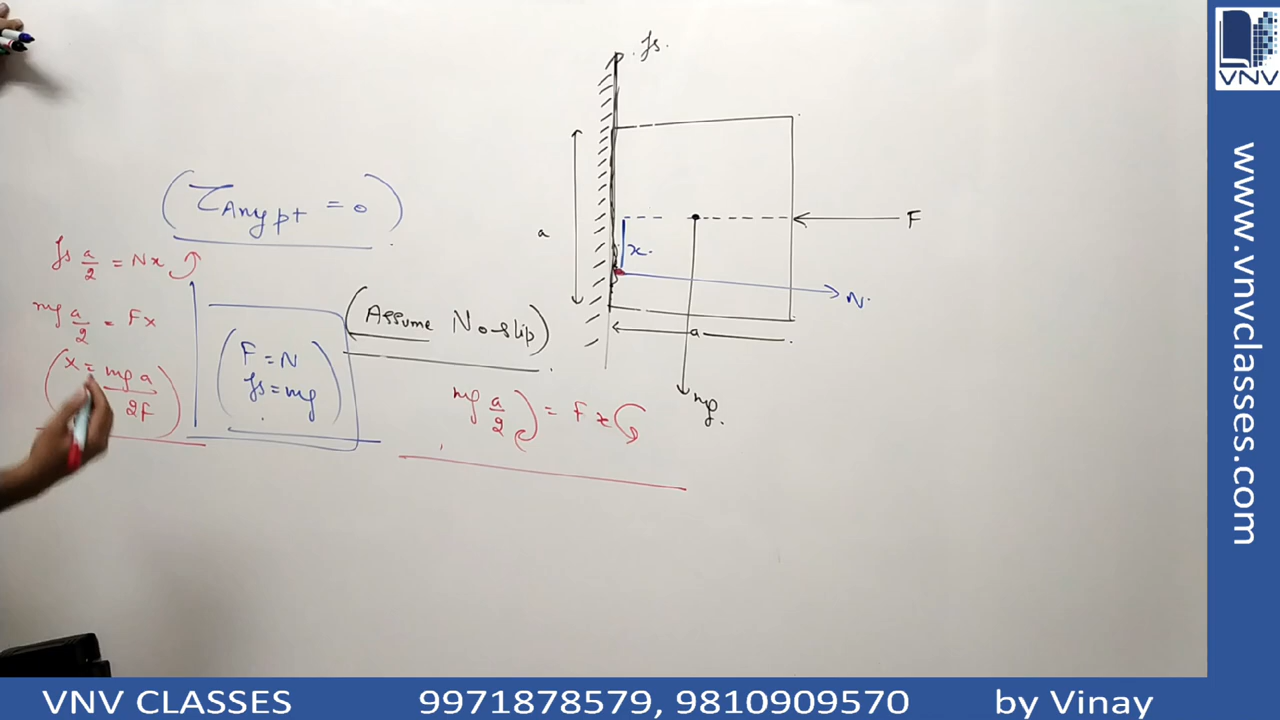 fs.
(τAny pt = 0)
fs a/2 = Nx
mg a/2 = Fx
(x = mg a / 2F)
(F = N
fs = mg)
(Assume No-slip)
mg a/2) = F x
a
x.
F
N.
a
mg.
VNV
www.vnvclasses.com
VNV CLASSES 9971878579, 9810909570 by Vinay